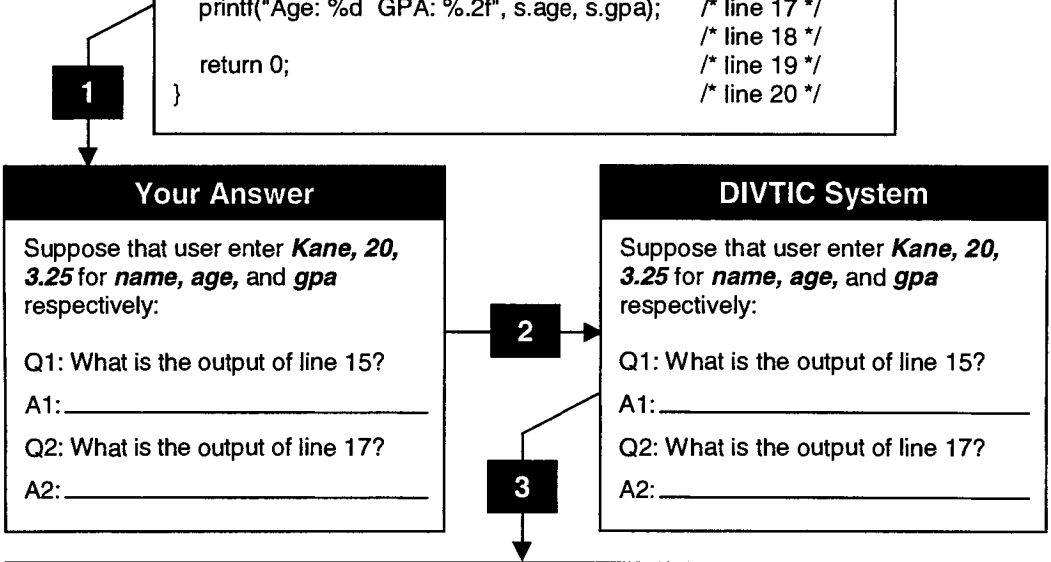 printf("Age: %d GPA: %.2f", s.age, s.gpa); /* line 17 */
/* line 18 */
return 0; /* line 19 */
} /* line 20 */
1
Your Answer
Suppose that user enter Kane, 20,
3.25 for name, age, and gpa
respectively:
Q1: What is the output of line 15?
A1:
Q2: What is the output of line 17?
A2:
2
DIVTIC System
Suppose that user enter Kane, 20,
3.25 for name, age, and gpa
respectively:
Q1: What is the output of line 15?
A1:
Q2: What is the output of line 17?
A2:
3